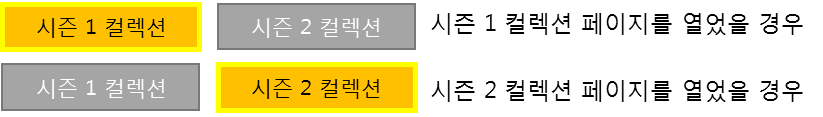 시즌 1 컬렉션 시즌 2 컬렉션 시즌 1 컬렉션 페이지를 열었을 경우
시즌 1 컬렉션 시즌 2 컬렉션 시즌 2 컬렉션 페이지를 열었을 경우